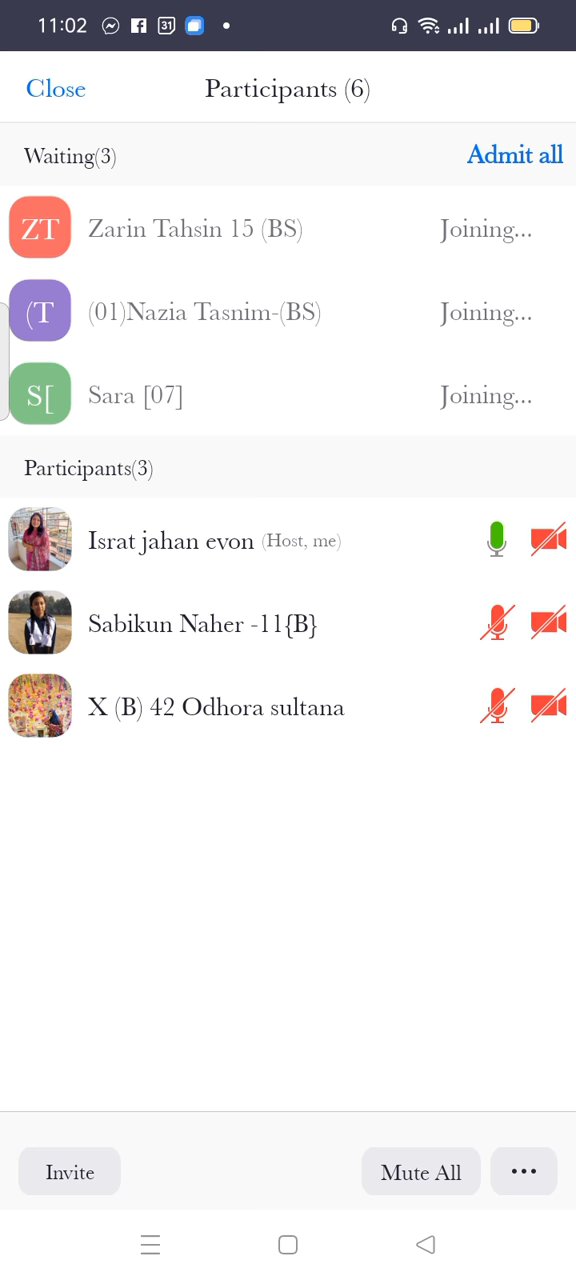 11:02
31
Close
Participants (6)
Waiting(3)
Admit all
ZT
Zarin Tahsin 15 (BS)
Joining...
(T
(01)Nazia Tasnim-(BS)
Joining...
S[
Sara [07]
Joining...
Participants(3)
Israt jahan evon (Host, me)
Sabikun Naher -11{B}
X (B) 42 Odhora sultana
Invite
Mute All